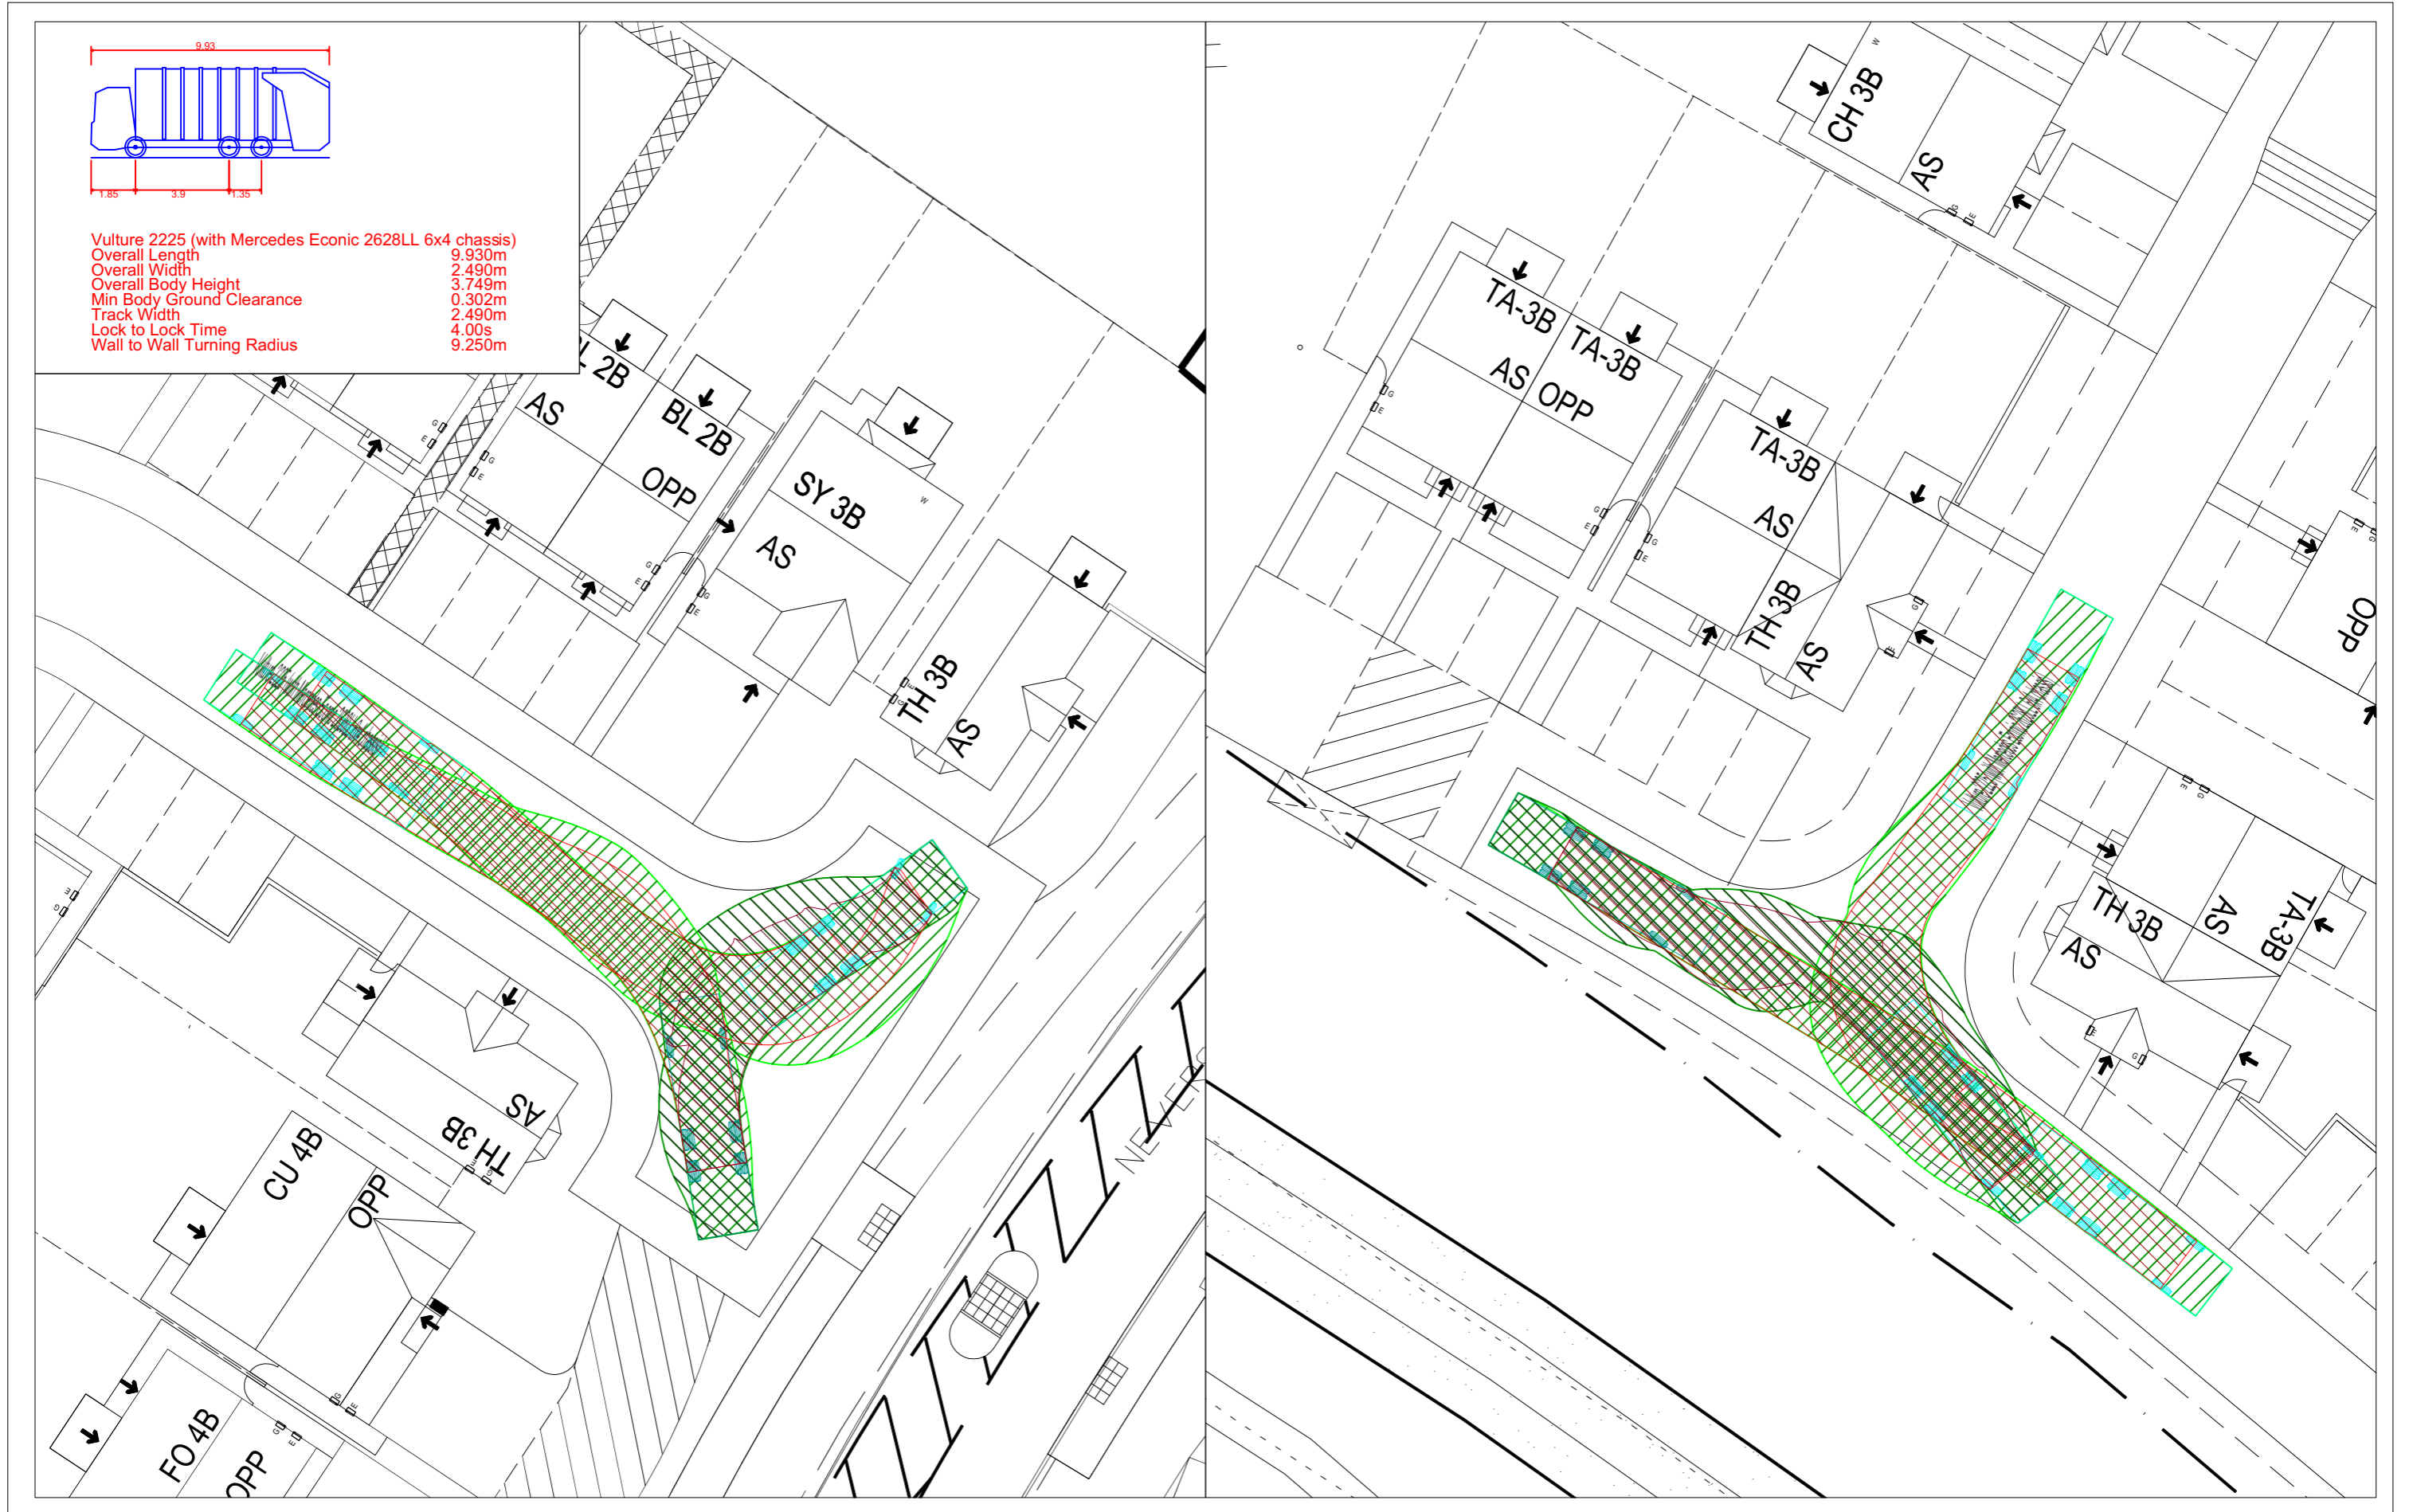 9.93
1.85 3.9 1.35
Vulture 2225 (with Mercedes Econic 2628LL 6x4 chassis)
Overall Length 9.930m
Overall Width 2.490m
Overall Body Height 3.749m
Min Body Ground Clearance 0.302m
Track Width 2.490m
Lock to Lock Time 4.00s
Wall to Wall Turning Radius 9.250m
2B
AS
BL 2B
OPP
SY 3B
AS
W
TH 3B
AS
G
E
G
E
G
E
G
E
E
G
E
G
TH 3B
AS
E
G
CU 4B
OPP
G
E
G
E
FO 4B
OPP
W
CH 3B
AS
G
E
TA-3B
AS
TA-3B
OPP
G
E
TA-3B
AS
G
E
G
E
TH 3B
AS
G
E
OPP
E
G
G
E
TH 3B
AS
AS
TA-3B
E
G